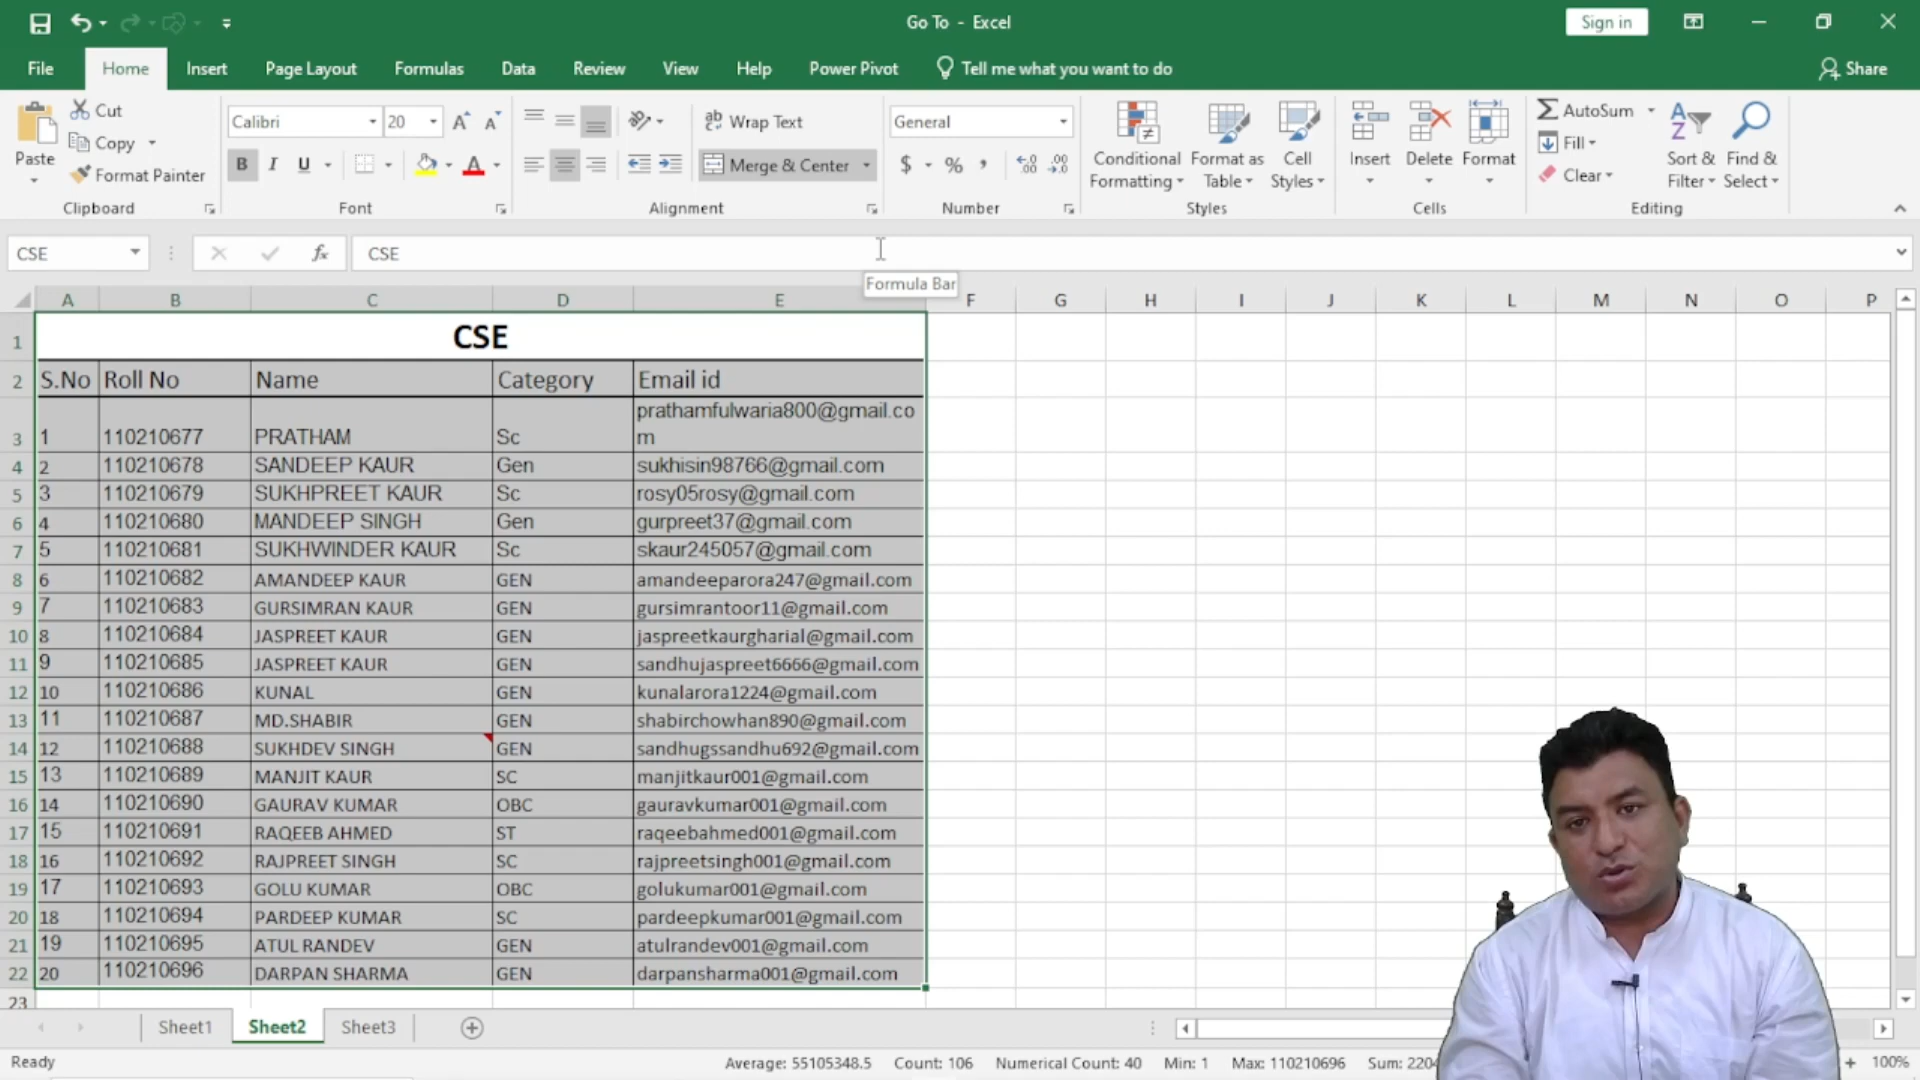 Go To - Excel
Sign in
File Home Insert Page Layout Formulas Data Review View Help Power Pivot Tell me what you want to do Share
Paste
Cut
Copy
Format Painter
Clipboard
Calibri 20
B I U
Font
Wrap Text
Merge & Center
Alignment
General
$ % ,
Number
Conditional Formatting
Format as Table
Cell Styles
Styles
Insert Delete Format
Cells
AutoSum
Fill
Clear
Sort & Filter
Find & Select
Editing
CSE fx CSE
Formula Bar
A B C D E F G H I J K L M N O P
1 CSE
2 S.No Roll No Name Category Email id
3 1 110210677 PRATHAM Sc prathamfulwaria800@gmail.co
m
4 2 110210678 SANDEEP KAUR Gen sukhisin98766@gmail.com
5 3 110210679 SUKHPREET KAUR Sc rosy05rosy@gmail.com
6 4 110210680 MANDEEP SINGH Gen gurpreet37@gmail.com
7 5 110210681 SUKHWINDER KAUR Sc skaur245057@gmail.com
8 6 110210682 AMANDEEP KAUR GEN amandeeparora247@gmail.com
9 7 110210683 GURSIMRAN KAUR GEN gursimrantoor11@gmail.com
10 8 110210684 JASPREET KAUR GEN jaspreetkaurgharial@gmail.com
11 9 110210685 JASPREET KAUR GEN sandhujaspreet6666@gmail.com
12 10 110210686 KUNAL GEN kunalarora1224@gmail.com
13 11 110210687 MD.SHABIR GEN shabirchowhan890@gmail.com
14 12 110210688 SUKHDEV SINGH GEN sandhugssandhu692@gmail.com
15 13 110210689 MANJIT KAUR SC manjitkaur001@gmail.com
16 14 110210690 GAURAV KUMAR OBC gauravkumar001@gmail.com
17 15 110210691 RAQEEB AHMED ST raqeebahmed001@gmail.com
18 16 110210692 RAJPREET SINGH SC rajpreetsingh001@gmail.com
19 17 110210693 GOLU KUMAR OBC golukumar001@gmail.com
20 18 110210694 PARDEEP KUMAR SC pardeepkumar001@gmail.com
21 19 110210695 ATUL RANDEV GEN atulrandev001@gmail.com
22 20 110210696 DARPAN SHARMA GEN darpansharma001@gmail.com
23
Sheet1 Sheet2 Sheet3
Ready Average: 55105348.5 Count: 106 Numerical Count: 40 Min: 1 Max: 110210696 Sum: 2204 100%